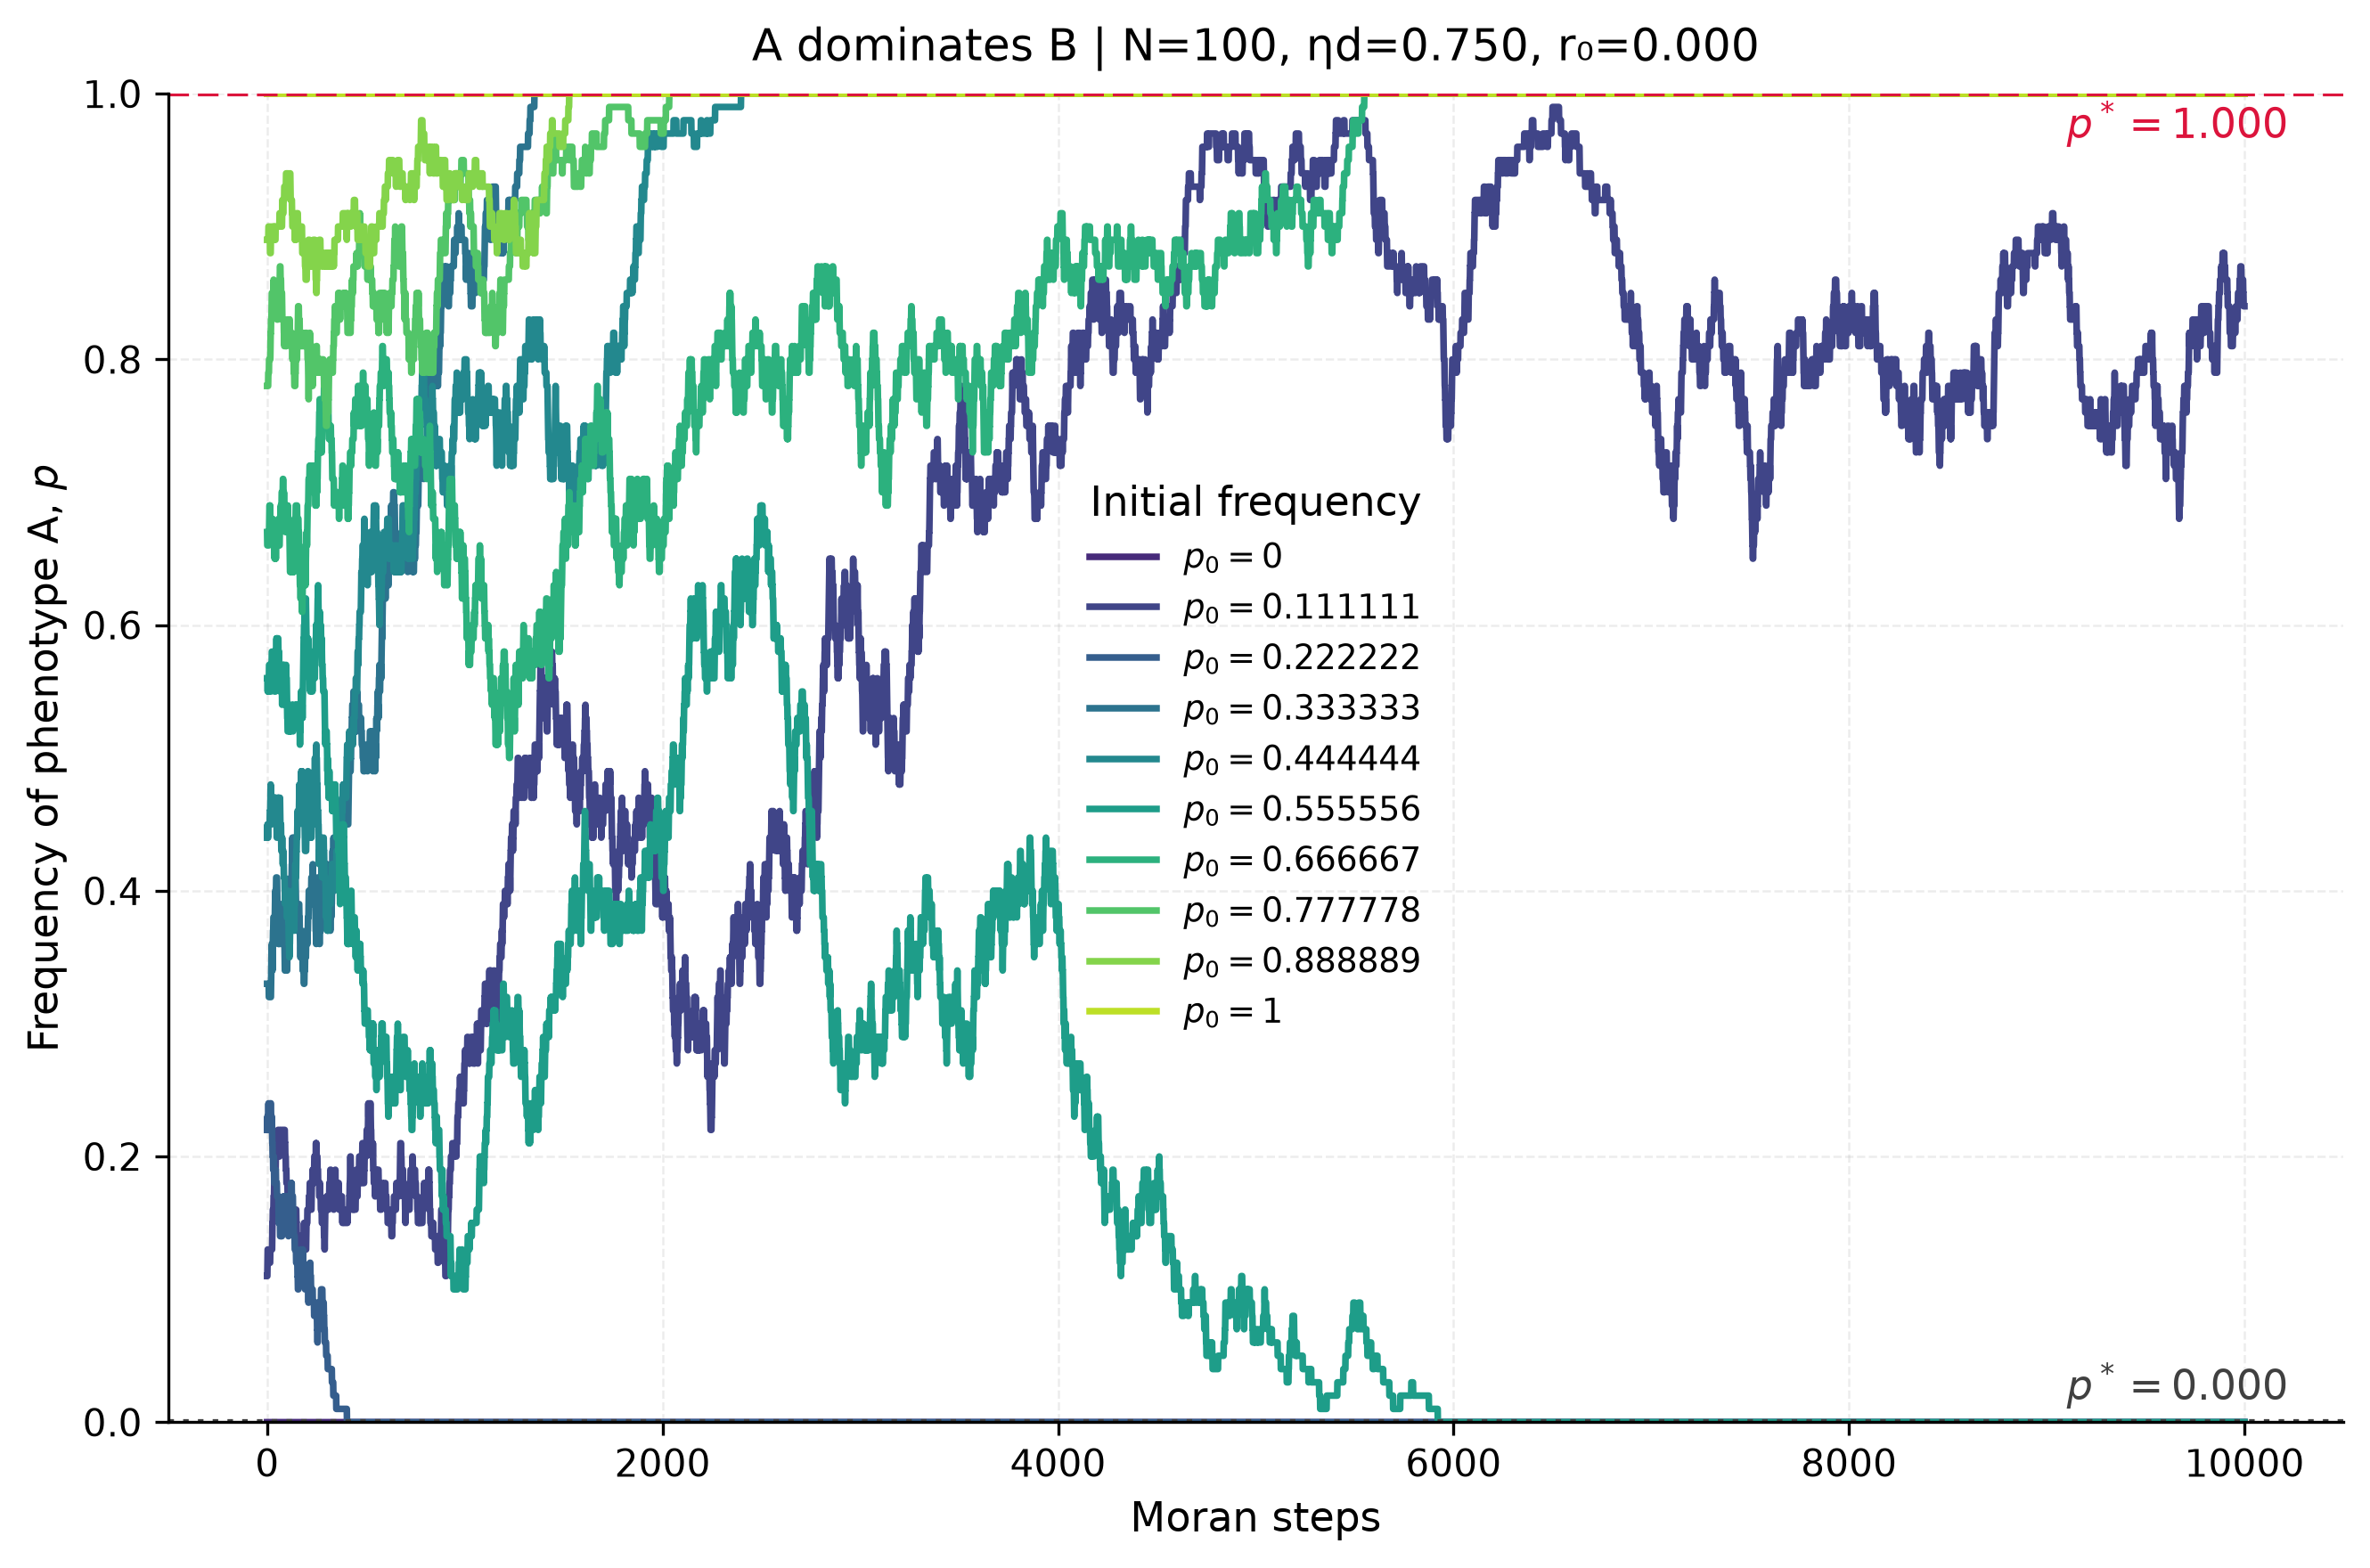 A dominates B | N=100, ηd=0.750, r₀=0.000
1.0
0.8
0.6
0.4
0.2
0.0
Frequency of phenotype A, p
p* = 1.000
Initial frequency
p₀ = 0
p₀ = 0.111111
p₀ = 0.222222
p₀ = 0.333333
p₀ = 0.444444
p₀ = 0.555556
p₀ = 0.666667
p₀ = 0.777778
p₀ = 0.888889
p₀ = 1
p* = 0.000
0 2000 4000 6000 8000 10000
Moran steps